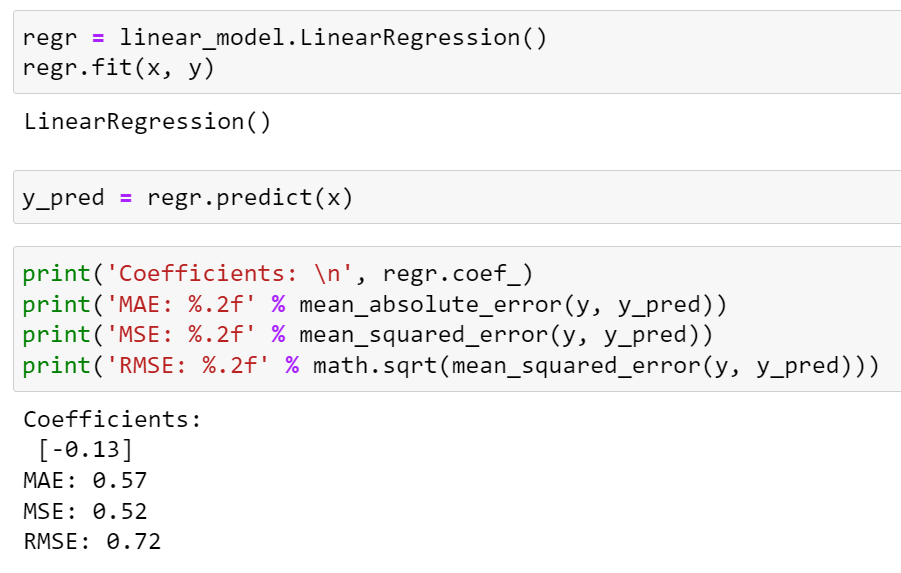 regr = linear_model.LinearRegression()
regr.fit(x, y)
LinearRegression()
y_pred = regr.predict(x)
print('Coefficients: \n', regr.coef_)
print('MAE: %.2f' % mean_absolute_error(y, y_pred))
print('MSE: %.2f' % mean_squared_error(y, y_pred))
print('RMSE: %.2f' % math.sqrt(mean_squared_error(y, y_pred)))
Coefficients:
 [-0.13]
MAE: 0.57
MSE: 0.52
RMSE: 0.72